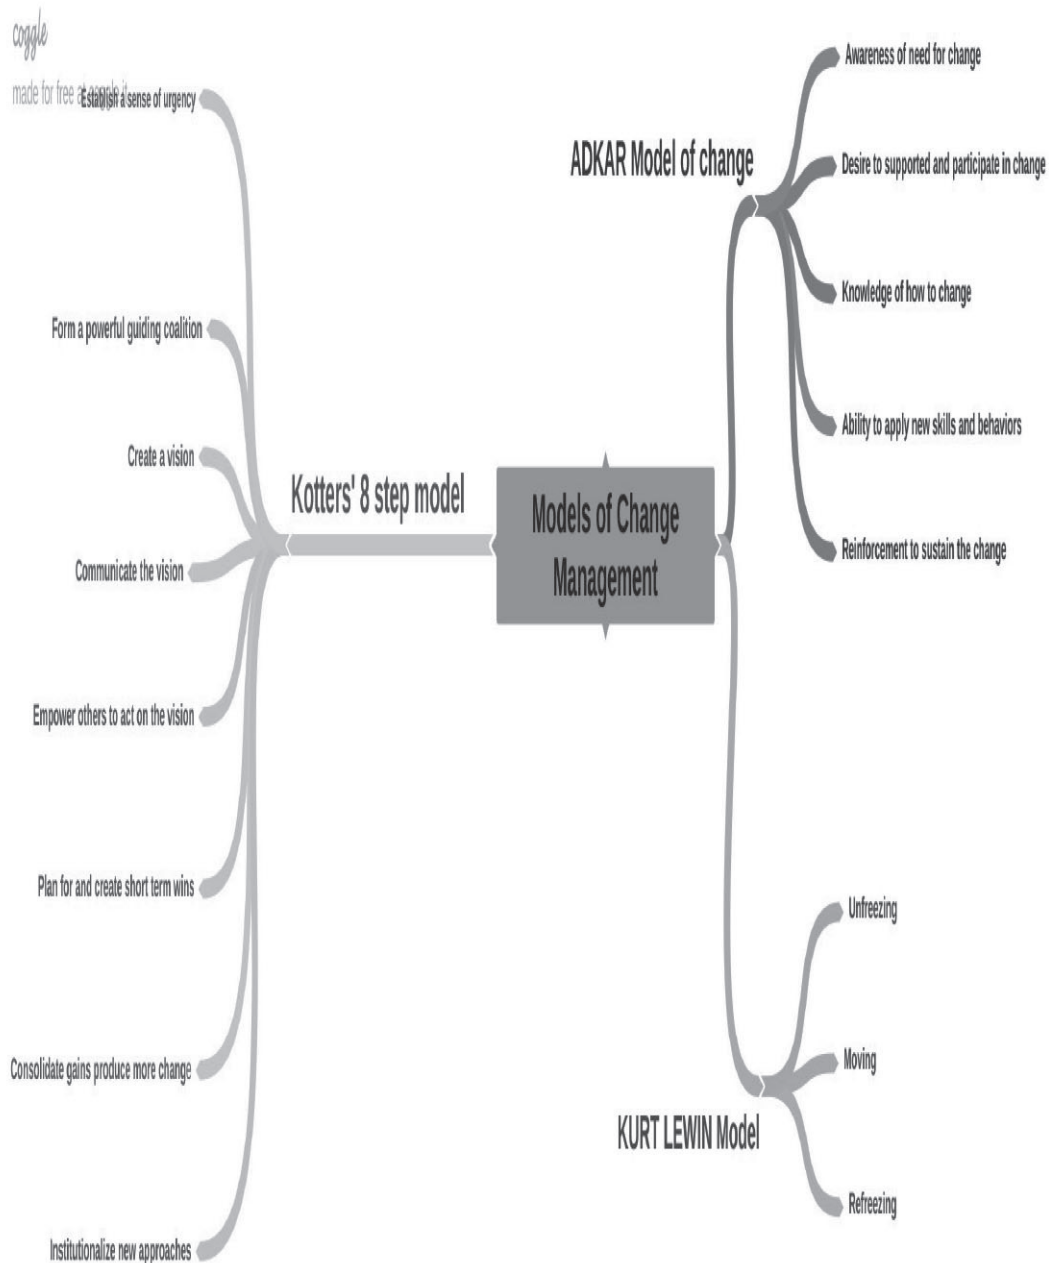 coggle
made for free at coggle.it
Establish a sense of urgency
Form a powerful guiding coalition
Create a vision
Communicate the vision
Empower others to act on the vision
Plan for and create short term wins
Consolidate gains produce more change
Institutionalize new approaches
Kotters' 8 step model
Models of Change
Management
ADKAR Model of change
Awareness of need for change
Desire to supported and participate in change
Knowledge of how to change
Ability to apply new skills and behaviors
Reinforcement to sustain the change
KURT LEWIN Model
Unfreezing
Moving
Refreezing